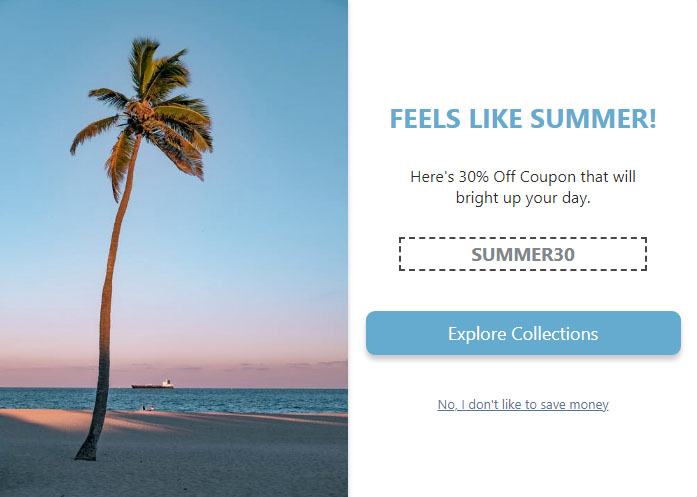 FEELS LIKE SUMMER!
Here's 30% Off Coupon that will
bright up your day.
SUMMER30
Explore Collections
No, I don't like to save money